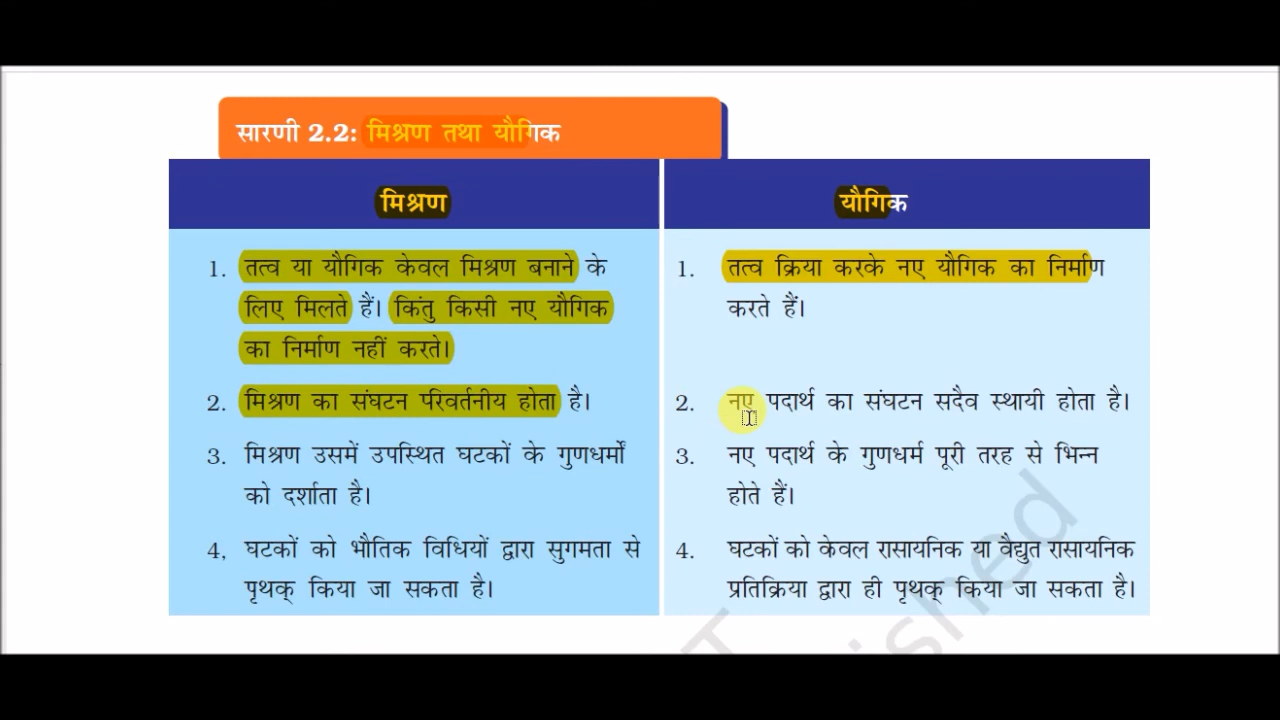 सारणी 2.2: मिश्रण तथा यौगिक
मिश्रण
यौगिक
1. तत्व या यौगिक केवल मिश्रण बनाने के
लिए मिलते हैं। किंतु किसी नए यौगिक
का निर्माण नहीं करते।
2. मिश्रण का संघटन परिवर्तनीय होता है।
3. मिश्रण उसमें उपस्थित घटकों के गुणधर्मों
को दर्शाता है।
4, घटकों को भौतिक विधियों द्वारा सुगमता से
पृथक् किया जा सकता है।
1. तत्व क्रिया करके नए यौगिक का निर्माण
करते हैं।
2. नए पदार्थ का संघटन सदैव स्थायी होता है।
3. नए पदार्थ के गुणधर्म पूरी तरह से भिन्न
होते हैं।
4. घटकों को केवल रासायनिक या वैद्युत रासायनिक
प्रतिक्रिया द्वारा ही पृथक् किया जा सकता है।